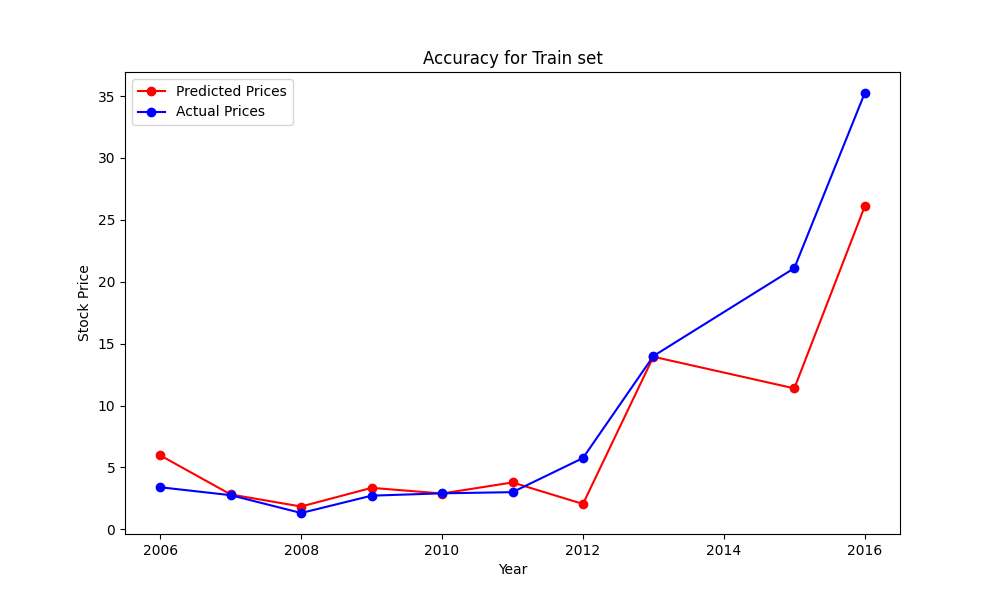 Accuracy for Train set
Predicted Prices
Actual Prices
35
30
25
20
15
10
5
0
Stock Price
2006 2008 2010 2012 2014 2016
Year